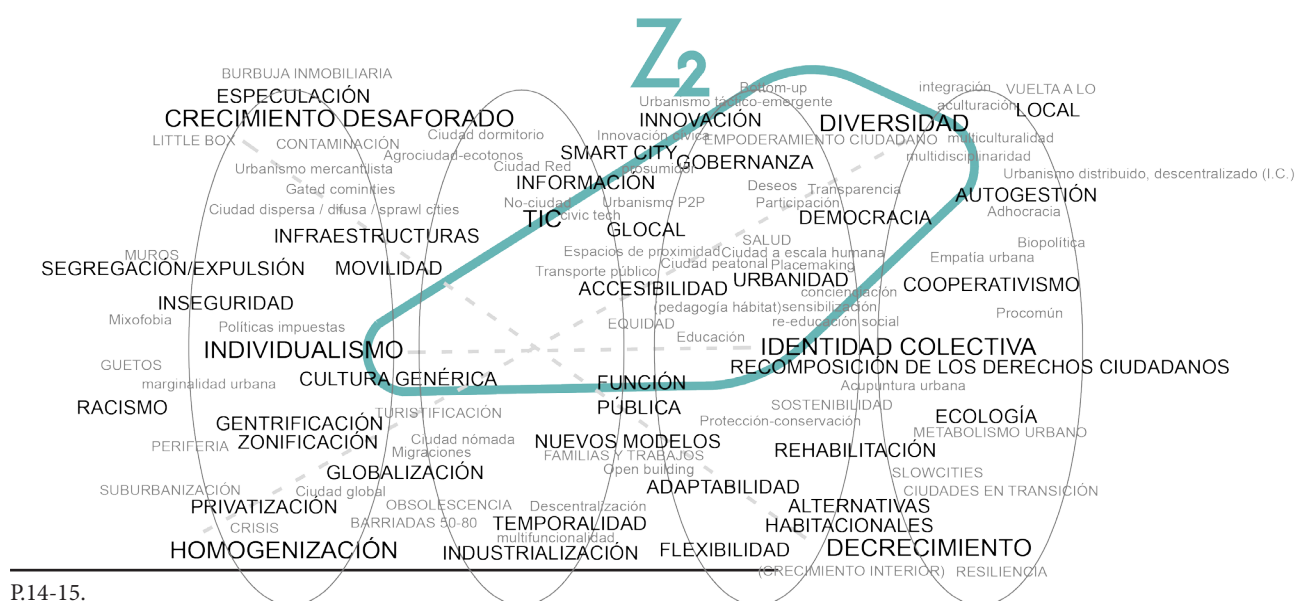 Z2
BURBUJA INMOBILIARIA
ESPECULACIÓN
CRECIMIENTO DESAFORADO
LITTLE BOX
CONTAMINACIÓN
Ciudad dormitorio
Agrociudad-ecotonos
Urbanismo mercantilista
Gated cominities
Ciudad dispersa / difusa / sprawl cities
INFRAESTRUCTURAS
MUROS
SEGREGACIÓN/EXPULSIÓN
MOVILIDAD
INSEGURIDAD
Mixofobia
Políticas impuestas
INDIVIDUALISMO
GUETOS
CULTURA GENÉRICA
marginalidad urbana
RACISMO
TURISTIFICACIÓN
GENTRIFICACIÓN
ZONIFICACIÓN
PERIFERIA
Ciudad nómada
Migraciones
GLOBALIZACIÓN
SUBURBANIZACIÓN
Ciudad global
PRIVATIZACIÓN
OBSOLESCENCIA
CRISIS
BARRIADAS 50-80
HOMOGENIZACIÓN
Bottom-up
Urbanismo táctico-emergente
INNOVACIÓN
Innovación cívica
EMPODERAMIENTO CIUDADANO
SMART CITY
GOBERNANZA
Ciudad Red
prosumidor
INFORMACIÓN
Deseos
Transparencia
No-ciudad
Urbanismo P2P
Participación
TIC
civic tech
DEMOCRACIA
GLOCAL
SALUD
Espacios de proximidad
Ciudad a escala humana
Ciudad peatonal
Placemaking
Transporte público
ACCESIBILIDAD
URBANIDAD
concienciación
(pedagogía hábitat)
sensibilización
EQUIDAD
re-educación social
Educación
IDENTIDAD COLECTIVA
RECOMPOSICIÓN DE LOS DERECHOS CIUDADANOS
FUNCIÓN
PÚBLICA
Acupuntura urbana
SOSTENIBILIDAD
Protección-conservación
ECOLOGÍA
METABOLISMO URBANO
NUEVOS MODELOS
FAMILIAS Y TRABAJOS
Open building
REHABILITACIÓN
SLOWCITIES
ADAPTABILIDAD
CIUDADES EN TRANSICIÓN
Descentralización
ALTERNATIVAS
HABITACIONALES
TEMPORALIDAD
multifuncionalidad
INDUSTRIALIZACIÓN
FLEXIBILIDAD
DECRECIMIENTO
(CRECIMIENTO INTERIOR)
RESILIENCIA
integración
VUELTA A LO
aculturación
LOCAL
DIVERSIDAD
multiculturalidad
multidisciplinaridad
Urbanismo distribuido, descentralizado (I.C.)
AUTOGESTIÓN
Adhocracia
Biopolítica
Empatía urbana
COOPERATIVISMO
Procomún
P.14-15.